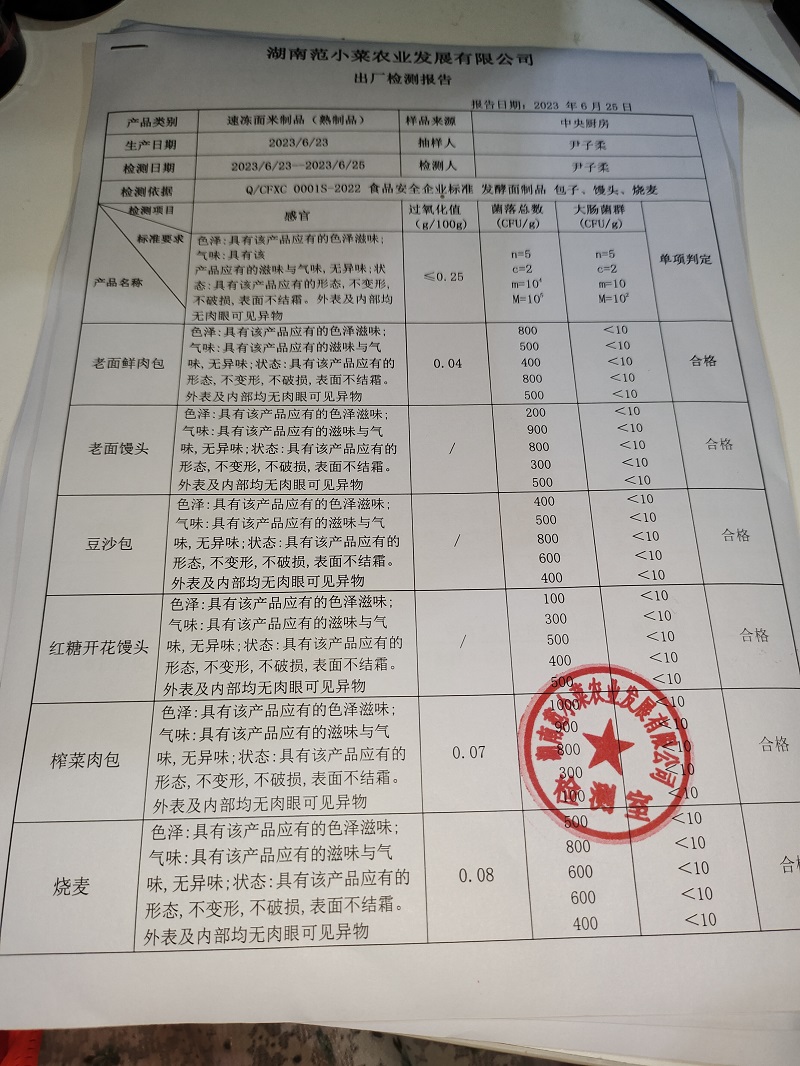 湖南范小菜农业发展有限公司
出厂检测报告
报告日期：2023 年6月25日
产品类别 速冻面米制品（熟制品） 样品来源 中央厨房
生产日期 2023/6/23 抽样人 尹子柔
检测日期 2023/6/23--2023/6/25 检测人 尹子柔
检测依据 Q/CFXC 0001S-2022 食品安全企业标准 发酵面制品 包子、馒头、烧麦
检测项目 感官 过氧化值 菌落总数 大肠菌群
(g/100g) (CFU/g) (CFU/g)
标准要求
产品名称
单项判定
色泽:具有该产品应有的色泽滋味;
气味:具有该
产品应有的滋味与气味,无异味;状
态:具有该产品应有的形态,不变形,
不破损,表面不结霜。外表及内部均
无肉眼可见异物
≤0.25
n=5 n=5
c=2 c=2
m=10⁴ m=10
M=10⁵ M=10²
老面鲜肉包
色泽:具有该产品应有的色泽滋味;
气味:具有该产品应有的滋味与气
味,无异味;状态:具有该产品应有的
形态,不变形,不破损,表面不结霜。
外表及内部均无肉眼可见异物
0.04
800 <10
500 <10
400 <10
800 <10
500 <10
合格
老面馒头
色泽:具有该产品应有的色泽滋味;
气味:具有该产品应有的滋味与气
味,无异味;状态:具有该产品应有的
形态,不变形,不破损,表面不结霜。
外表及内部均无肉眼可见异物
/
200 <10
900 <10
800 <10
300 <10
500 <10
合格
豆沙包
色泽:具有该产品应有的色泽滋味;
气味:具有该产品应有的滋味与气
味,无异味;状态:具有该产品应有的
形态,不变形,不破损,表面不结霜。
外表及内部均无肉眼可见异物
/
400 <10
500 <10
800 <10
600 <10
400 <10
合格
红糖开花馒头
色泽:具有该产品应有的色泽滋味;
气味:具有该产品应有的滋味与气
味,无异味;状态:具有该产品应有的
形态,不变形,不破损,表面不结霜。
外表及内部均无肉眼可见异物
/
100 <10
300 <10
500 <10
400 <10
500 <10
合格
榨菜肉包
色泽:具有该产品应有的色泽滋味;
气味:具有该产品应有的滋味与气
味,无异味;状态:具有该产品应有的
形态,不变形,不破损,表面不结霜。
外表及内部均无肉眼可见异物
0.07
1000 <10
900 <10
800 <10
300 <10
100 <10
合格
湖南范小菜农业发展有限公司
检测室
烧麦
色泽:具有该产品应有的色泽滋味;
气味:具有该产品应有的滋味与气
味,无异味;状态:具有该产品应有的
形态,不变形,不破损,表面不结霜。
外表及内部均无肉眼可见异物
0.08
500 <10
800 <10
600 <10
600 <10
400 <10
合